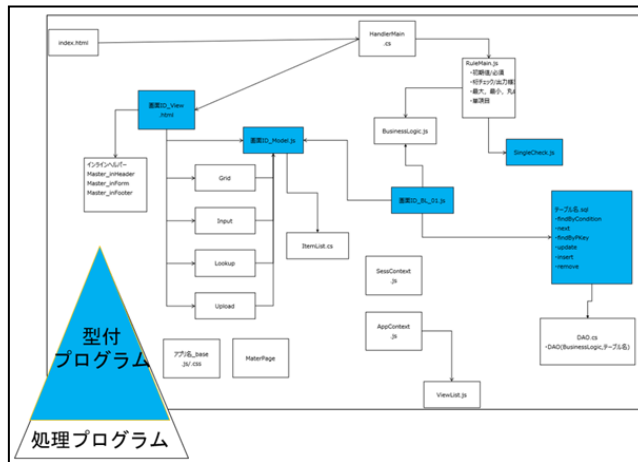 index.html
HandlerMain
.cs
RuleMain.js
・初期値/必須
・桁チェック/出力様式
・最大、最小、丸め
・単項目
画面ID_View
.html
画面ID_Model.js
BusinessLogic.js
SingleCheck.js
インクインヘルパー
Master_inHeader
Master_inForm
Master_inFooter
Grid
Input
Lookup
Upload
ItemList.cs
画面ID_BL_01.js
テーブル名.sql
-findByCondition
-next
-findByPKey
-update
-insert
-remove
SessContext
.js
AppContext
.js
ViewList.js
DAO.cs
-DAO(BusinessLogic,テーブル名)
アプリ名_base
.js/.css
MaterPage
型付
プログラム
処理プログラム